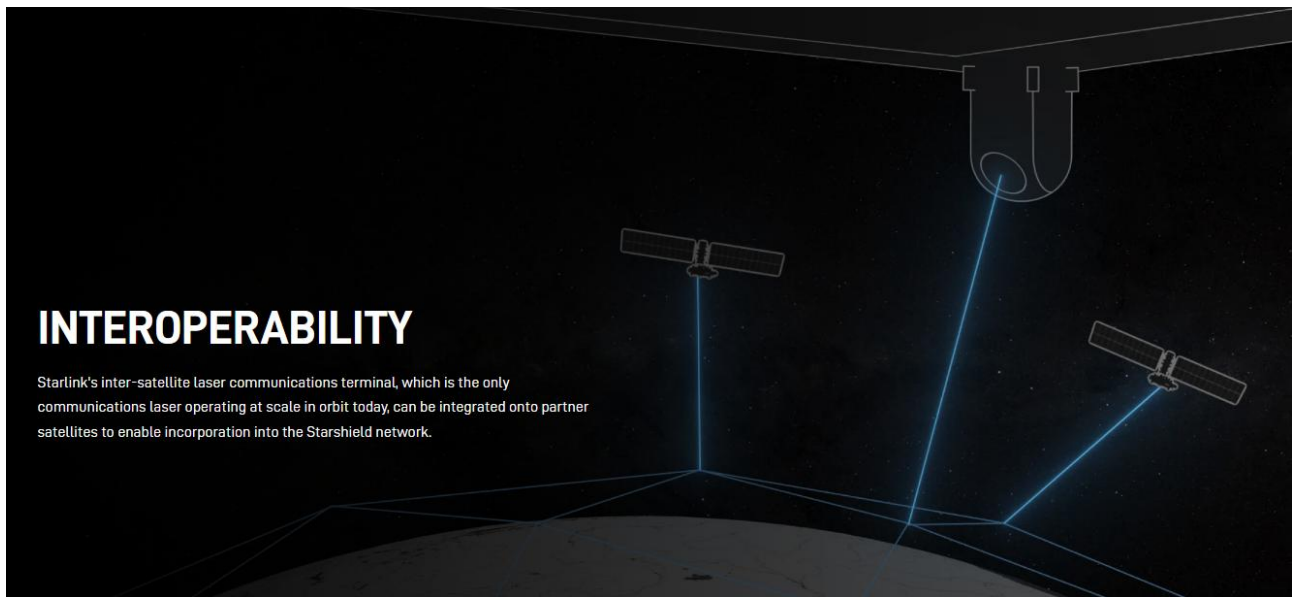 INTEROPERABILITY
Starlink's inter-satellite laser communications terminal, which is the only
communications laser operating at scale in orbit today, can be integrated onto partner
satellites to enable incorporation into the Starshield network.